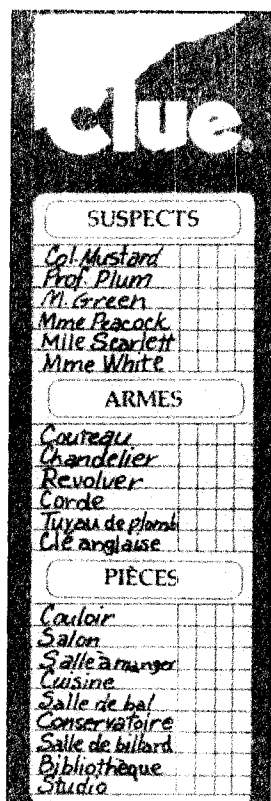 Clue®
SUSPECTS
Col. Mustard
Prof. Plum
M. Green
Mme Peacock
Mlle Scarlett
Mme White
ARMES
Couteau
Chandelier
Revolver
Corde
Tuyau de plomb
Clé anglaise
PIÈCES
Couloir
Salon
Salle à manger
Cuisine
Salle de bal
Conservatoire
Salle de billard
Bibliothèque
Studio